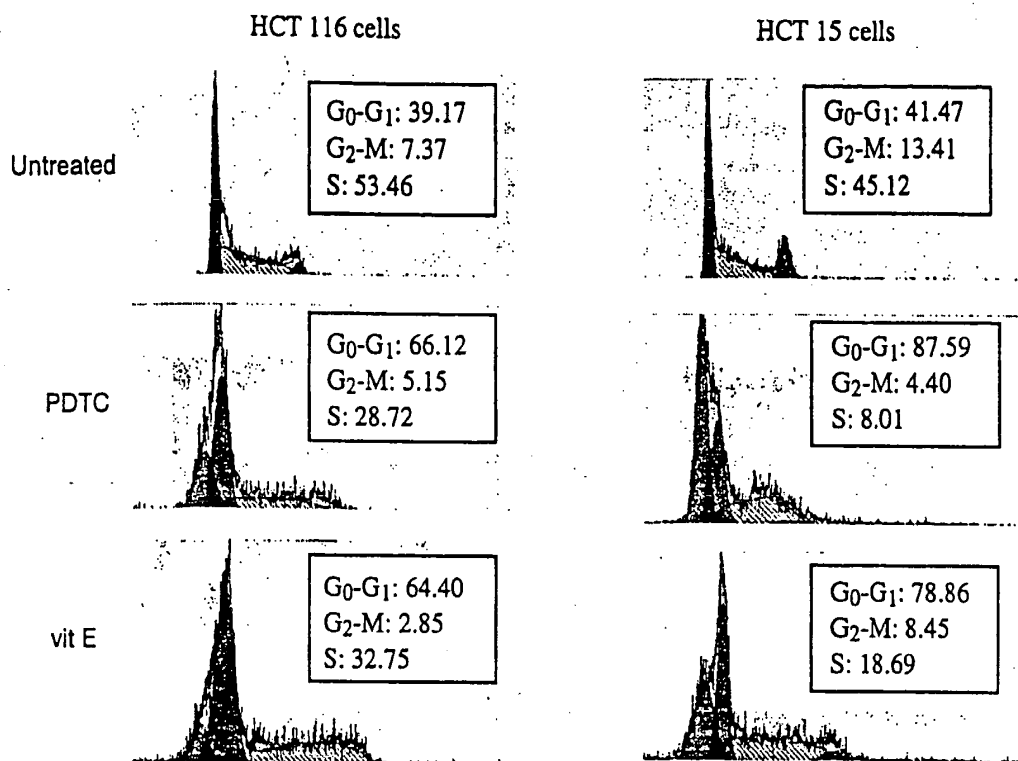 HCT 116 cells
HCT 15 cells
Untreated
G₀-G₁: 39.17
G₂-M: 7.37
S: 53.46
G₀-G₁: 41.47
G₂-M: 13.41
S: 45.12
PDTC
G₀-G₁: 66.12
G₂-M: 5.15
S: 28.72
G₀-G₁: 87.59
G₂-M: 4.40
S: 8.01
vit E
G₀-G₁: 64.40
G₂-M: 2.85
S: 32.75
G₀-G₁: 78.86
G₂-M: 8.45
S: 18.69